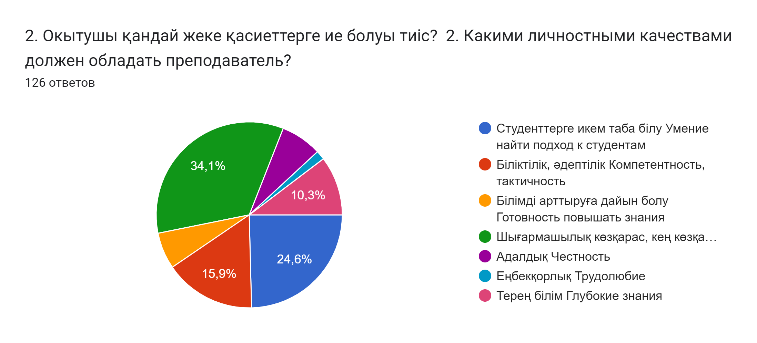 2. Окытушы қандай жеке қасиеттерге ие болуы тиіс?  2. Какими личностными качествами
должен обладать преподаватель?
126 ответов
34,1%
10,3%
24,6%
15,9%
Студенттерге икем таба білу Умение
найти подход к студентам
Біліктілік, әдептілік Компетентность,
тактичность
Білімді арттыруға дайын болу
Готовность повышать знания
Шығармашылық көзқарас, кең көзқа…
Адалдық Честность
Еңбекқорлық Трудолюбие
Терең білім Глубокие знания